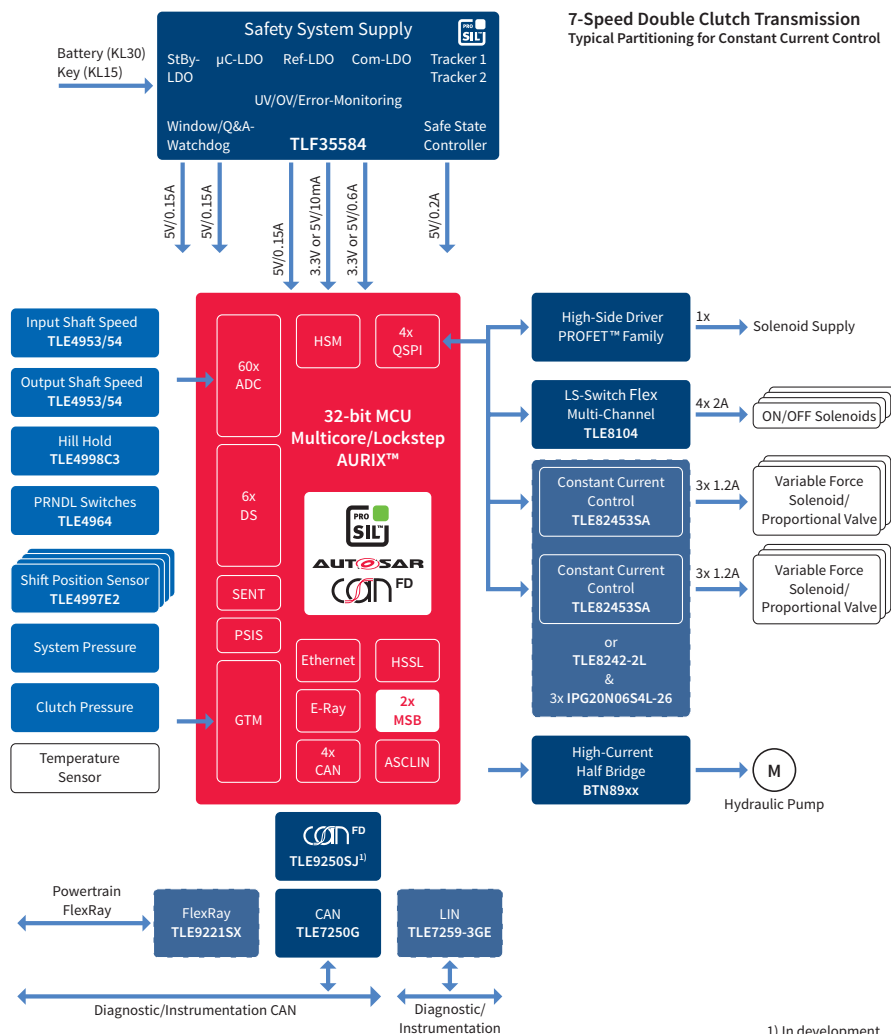 7-Speed Double Clutch Transmission
Typical Partitioning for Constant Current Control
Battery (KL30)
Key (KL15)
Safety System Supply
PRO
SIL™
StBy-
LDO
µC-LDO
Ref-LDO
Com-LDO
Tracker 1
Tracker 2
UV/OV/Error-Monitoring
Window/Q&A-
Watchdog
TLF35584
Safe State
Controller
5V/0.15A
5V/0.15A
5V/0.15A
3.3V or 5V/10mA
3.3V or 5V/0.6A
5V/0.2A
Input Shaft Speed
TLE4953/54
Output Shaft Speed
TLE4953/54
Hill Hold
TLE4998C3
PRNDL Switches
TLE4964
Shift Position Sensor
TLE4997E2
System Pressure
Clutch Pressure
Temperature
Sensor
60x
ADC
HSM
4x
QSPI
32-bit MCU
Multicore/Lockstep
AURIX™
6x
DS
PRO
SIL™
AUTOSAR
CAN FD
SENT
PSIS
GTM
Ethernet
HSSL
E-Ray
2x
MSB
4x
CAN
ASCLIN
High-Side Driver
PROFET™ Family
1x
Solenoid Supply
LS-Switch Flex
Multi-Channel
TLE8104
4x 2A
ON/OFF Solenoids
Constant Current
Control
TLE82453SA
3x 1.2A
Variable Force
Solenoid/
Proportional Valve
Constant Current
Control
TLE82453SA
3x 1.2A
Variable Force
Solenoid/
Proportional Valve
or
TLE8242-2L
&
3x IPG20N06S4L-26
High-Current
Half Bridge
BTN89xx
M
Hydraulic Pump
CAN FD
TLE9250SJ1)
Powertrain
FlexRay
FlexRay
TLE9221SX
CAN
TLE7250G
LIN
TLE7259-3GE
Diagnostic/Instrumentation CAN
Diagnostic/
Instrumentation
1) In development